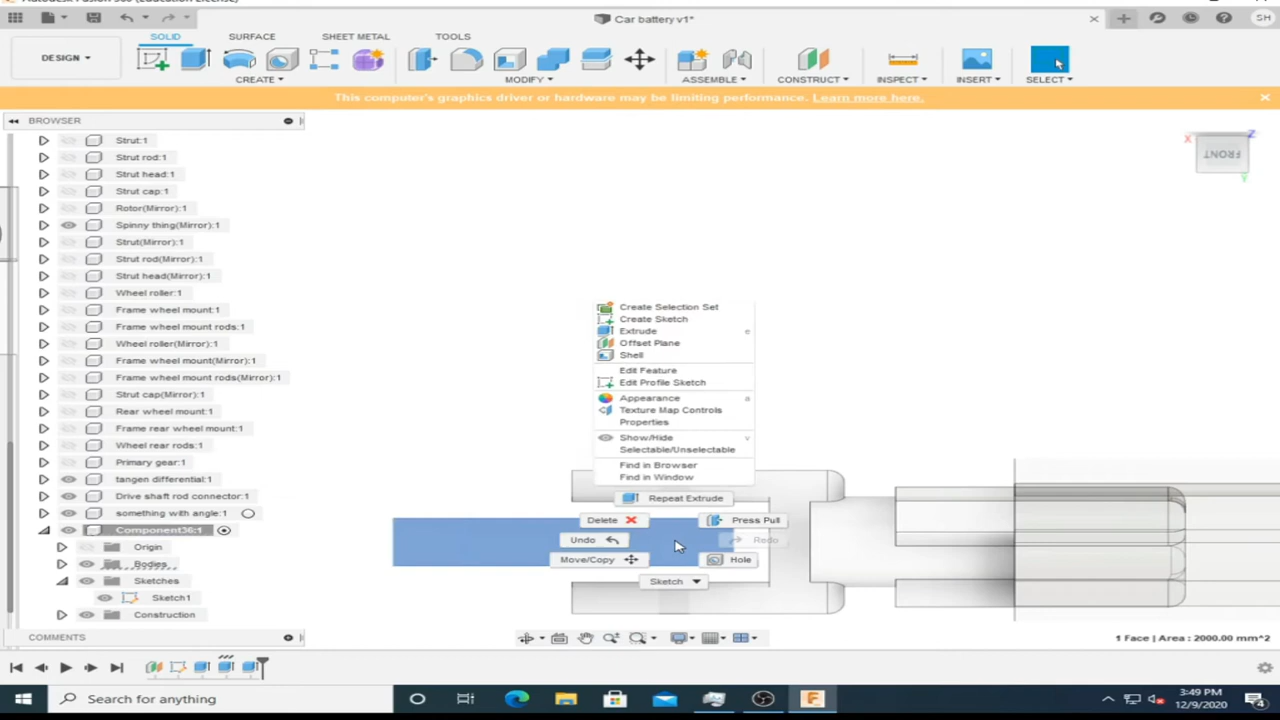 Car battery v1*
SH
DESIGN
SOLID SURFACE SHEET METAL TOOLS
CREATE MODIFY ASSEMBLE CONSTRUCT INSPECT INSERT SELECT
This computer's graphics driver or hardware may be limiting performance. Learn more here.
BROWSER
Strut:1
Strut rod:1
Strut head:1
Strut cap:1
Rotor(Mirror):1
Spinny thing(Mirror):1
Strut(Mirror):1
Strut rod(Mirror):1
Strut head(Mirror):1
Wheel roller:1
Frame wheel mount:1
Frame wheel mount rods:1
Wheel roller(Mirror):1
Frame wheel mount(Mirror):1
Frame wheel mount rods(Mirror):1
Strut cap(Mirror):1
Rear wheel mount:1
Frame rear wheel mount:1
Wheel rear rods:1
Primary gear:1
tangen differential:1
Drive shaft rod connector:1
something with angle:1
Component36:1
Origin
Bodies
Sketches
Sketch1
Construction
X Z
FRONT
Y
Create Selection Set
Create Sketch
Extrude e
Offset Plane
Shell
Edit Feature
Edit Profile Sketch
Appearance a
Texture Map Controls
Properties
Show/Hide v
Selectable/Unselectable
Find in Browser
Find in Window
Repeat Extrude
Delete Press Pull
Undo Redo
Move/Copy Hole
Sketch
COMMENTS
1 Face | Area : 2000.00 mm^2
Search for anything
3:49 PM
12/9/2020
4